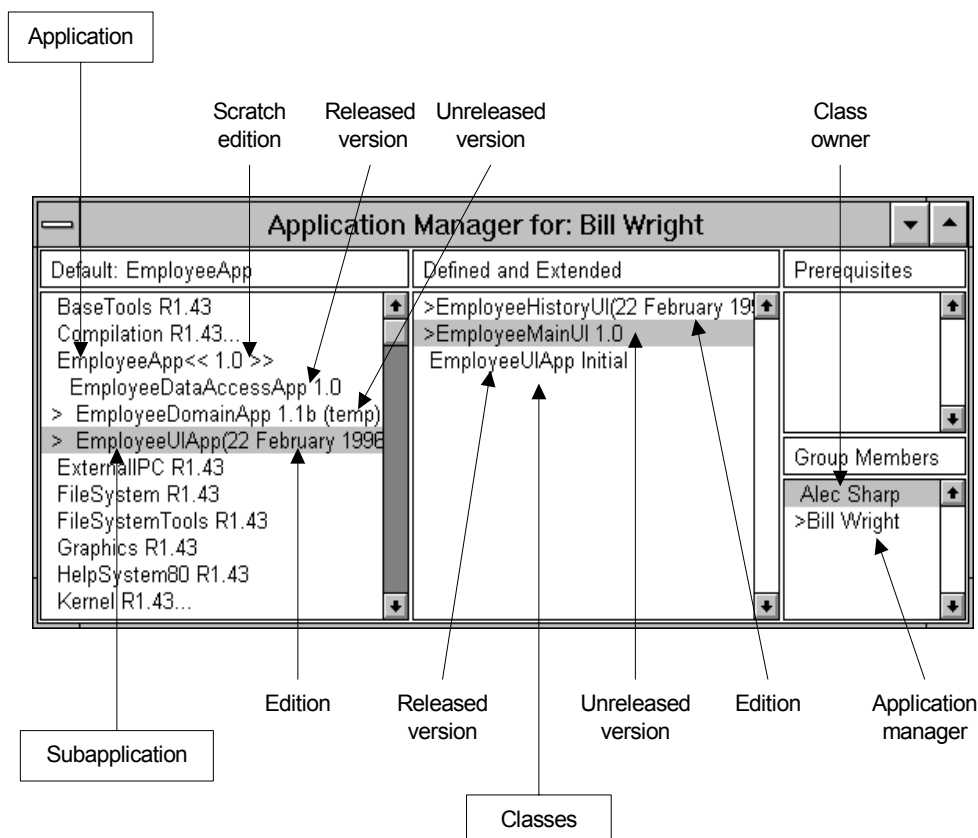 Application
Scratch edition
Released version
Unreleased version
Class owner
Application Manager for: Bill Wright
Default: EmployeeApp
Defined and Extended
Prerequisites
BaseTools R1.43
Compilation R1.43...
EmployeeApp<< 1.0 >>
EmployeeDataAccessApp 1.0
> EmployeeDomainApp 1.1b (temp)
> EmployeeUIApp(22 February 1996
ExternalIPC R1.43
FileSystem R1.43
FileSystemTools R1.43
Graphics R1.43
HelpSystem80 R1.43
Kernel R1.43...
>EmployeeHistoryUI(22 February 199
>EmployeeMainUI 1.0
EmployeeUIApp Initial
Group Members
Alec Sharp
>Bill Wright
Edition
Released version
Unreleased version
Edition
Application manager
Subapplication
Classes